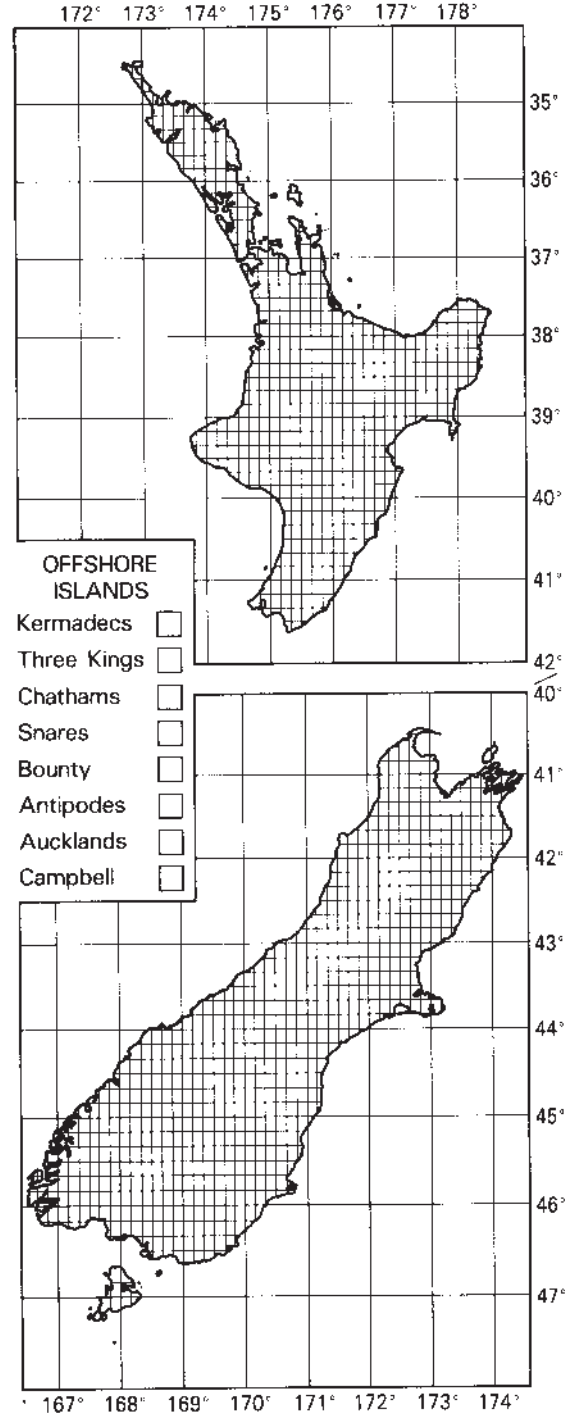 172° 173° 174° 175° 176° 177° 178°
35°
36°
37°
38°
39°
40°
41°
42°
OFFSHORE
ISLANDS
Kermadecs
Three Kings
Chathams
Snares
Bounty
Antipodes
Aucklands
Campbell
40°
41°
42°
43°
44°
45°
46°
47°
167° 168° 169° 170° 171° 172° 173° 174°